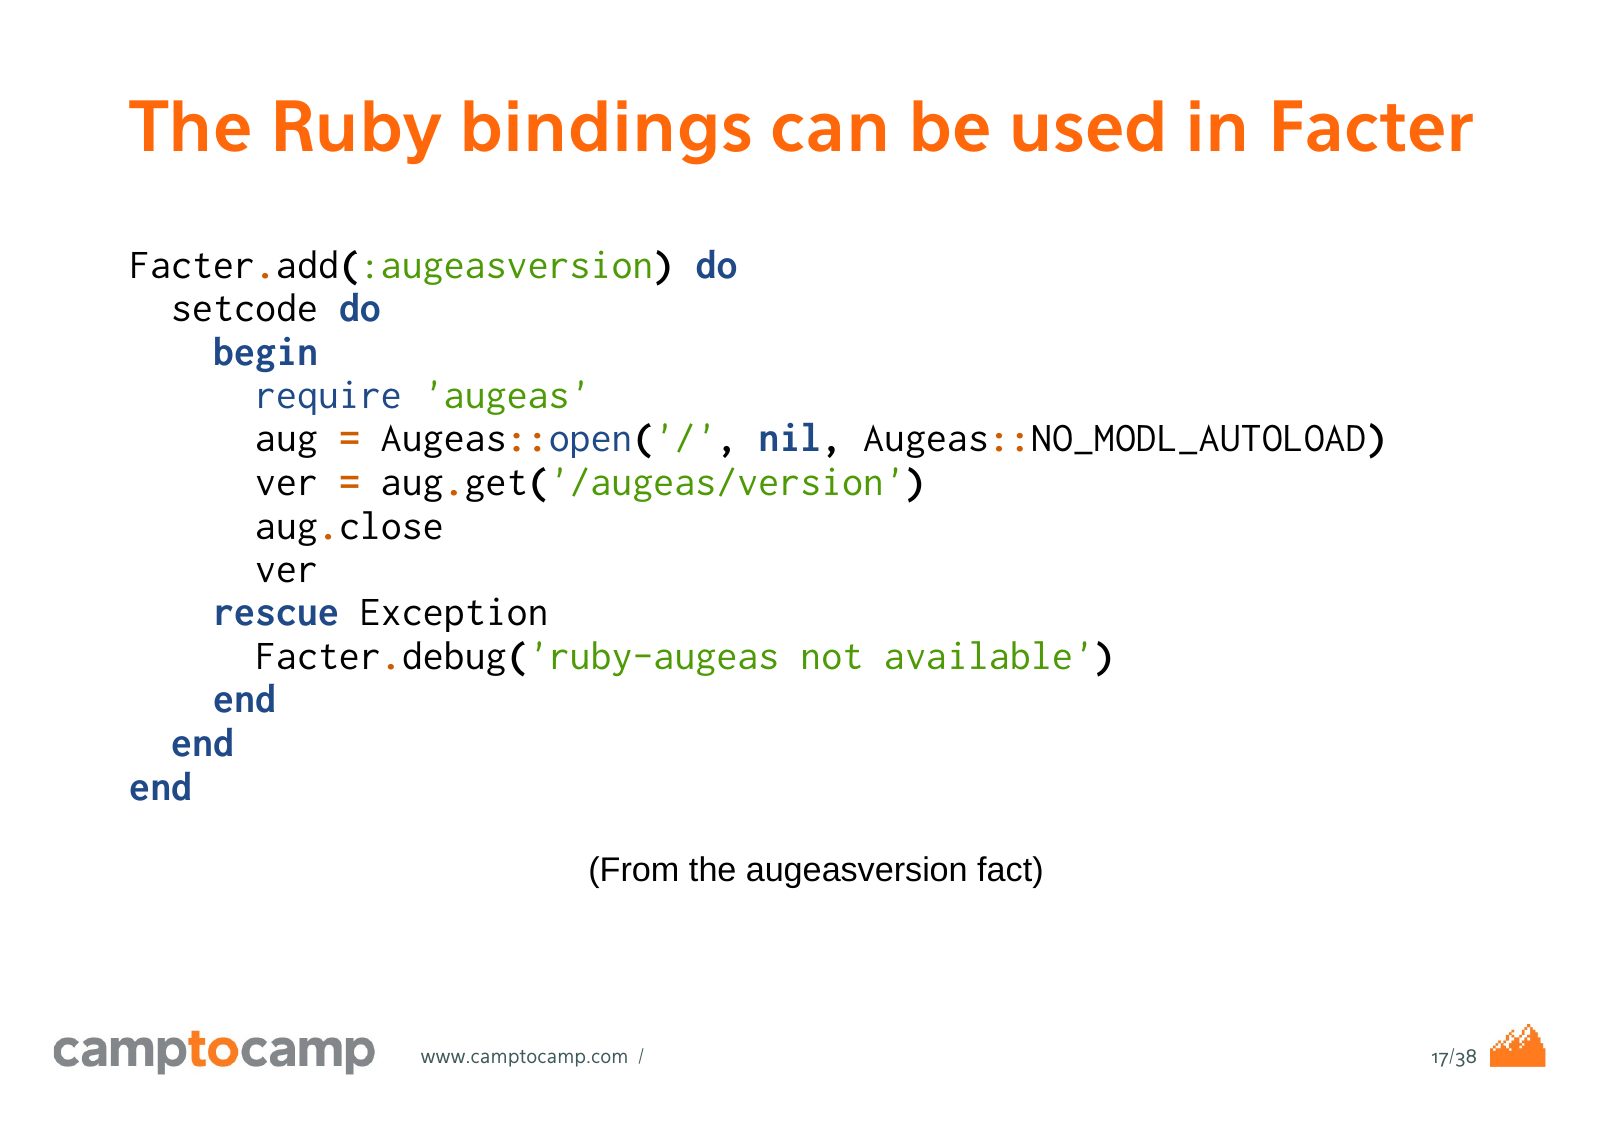 The Ruby bindings can be used in Facter
Facter.add(:augeasversion) do
  setcode do
    begin
      require 'augeas'
      aug = Augeas::open('/', nil, Augeas::NO_MODL_AUTOLOAD)
      ver = aug.get('/augeas/version')
      aug.close
      ver
    rescue Exception
      Facter.debug('ruby-augeas not available')
    end
  end
end
(From the augeasversion fact)
camptocamp www.camptocamp.com / 17/38